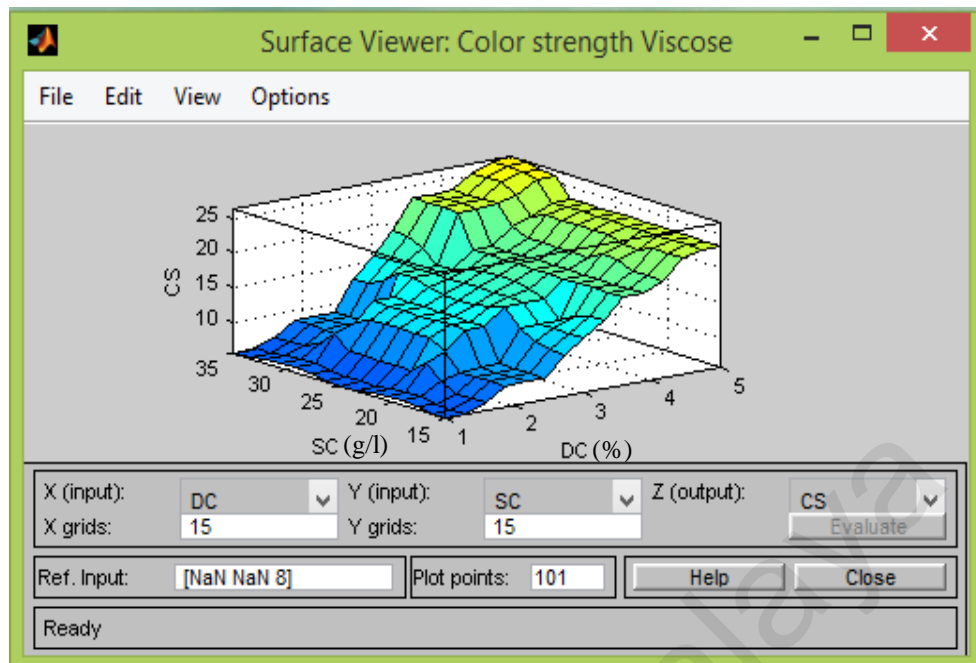 Surface Viewer: Color strength Viscose
File Edit View Options
25
20
15
10
CS
35
30
25
20
15
SC (g/l)
1
2
3
4
5
DC (%)
X (input): DC Y (input): SC Z (output): CS
X grids: 15 Y grids: 15 Evaluate
Ref. Input: [NaN NaN 8] Plot points: 101 Help Close
Ready